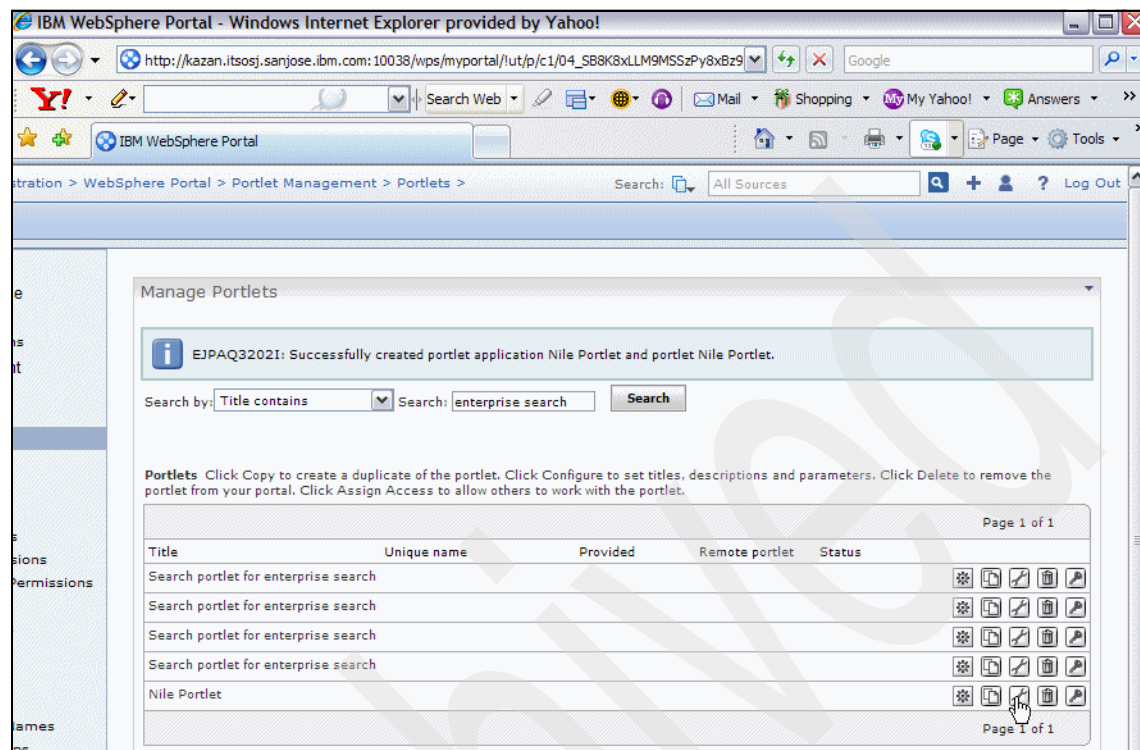 IBM WebSphere Portal - Windows Internet Explorer provided by Yahoo!
http://kazan.itsosj.sanjose.ibm.com:10038/wps/myportal/!ut/p/c1/04_SB8K8xLLM9MSSzPy8xBz9 Google
Y! Search Web Mail Shopping My Yahoo! Answers
IBM WebSphere Portal Page Tools
stration > WebSphere Portal > Portlet Management > Portlets > Search: All Sources ? Log Out
e
Manage Portlets
ns
nt
EJPAQ3202I: Successfully created portlet application Nile Portlet and portlet Nile Portlet.
Search by: Title contains Search: enterprise search Search
Portlets Click Copy to create a duplicate of the portlet. Click Configure to set titles, descriptions and parameters. Click Delete to remove the
portlet from your portal. Click Assign Access to allow others to work with the portlet.
Page 1 of 1
s
Title Unique name Provided Remote portlet Status
sions
Search portlet for enterprise search
Permissions
Search portlet for enterprise search
Search portlet for enterprise search
Search portlet for enterprise search
Nile Portlet
lames
Page 1 of 1
hived